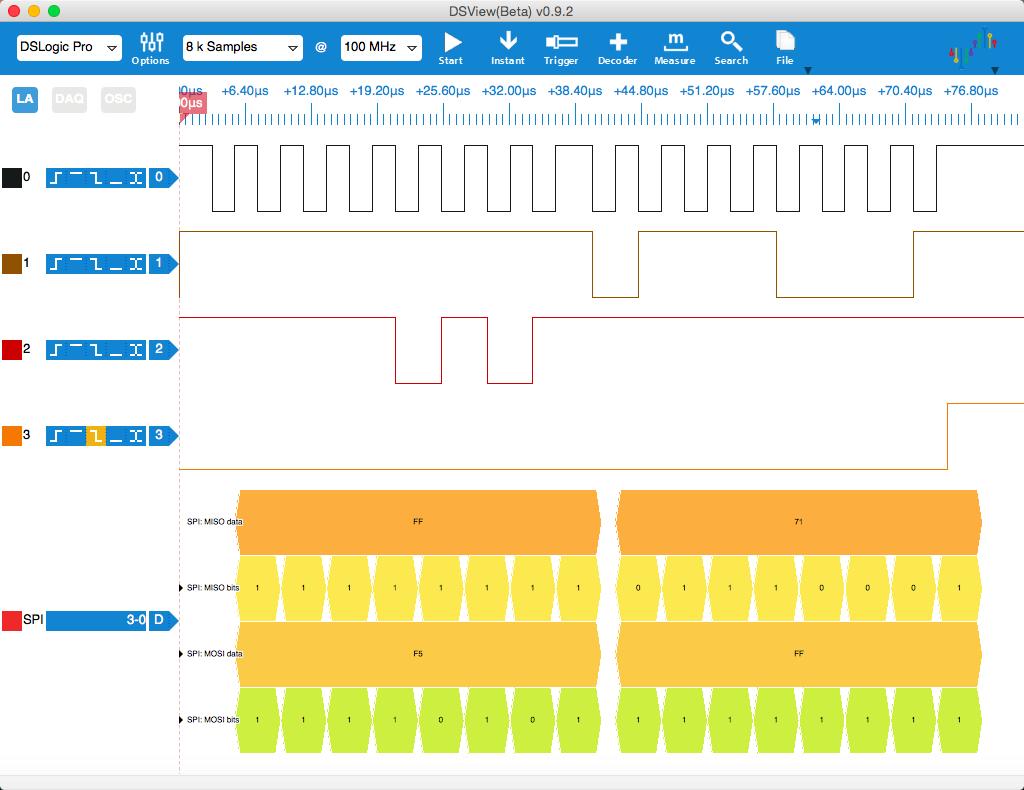 DSView(Beta) v0.9.2
DSLogic Pro 8 k Samples @ 100 MHz
Options Start Instant Trigger Decoder Measure Search File
LA DAQ OSC
0µs +6.40µs +12.80µs +19.20µs +25.60µs +32.00µs +38.40µs +44.80µs +51.20µs +57.60µs +64.00µs +70.40µs +76.80µs
0µs
0 0
1 1
2 2
3 3
SPI: MISO data FF 71
SPI: MISO bits 1 1 1 1 1 1 1 1 0 1 1 1 0 0 0 1
SPI 3-0 D
SPI: MOSI data F5 FF
SPI: MOSI bits 1 1 1 1 0 1 0 1 1 1 1 1 1 1 1 1